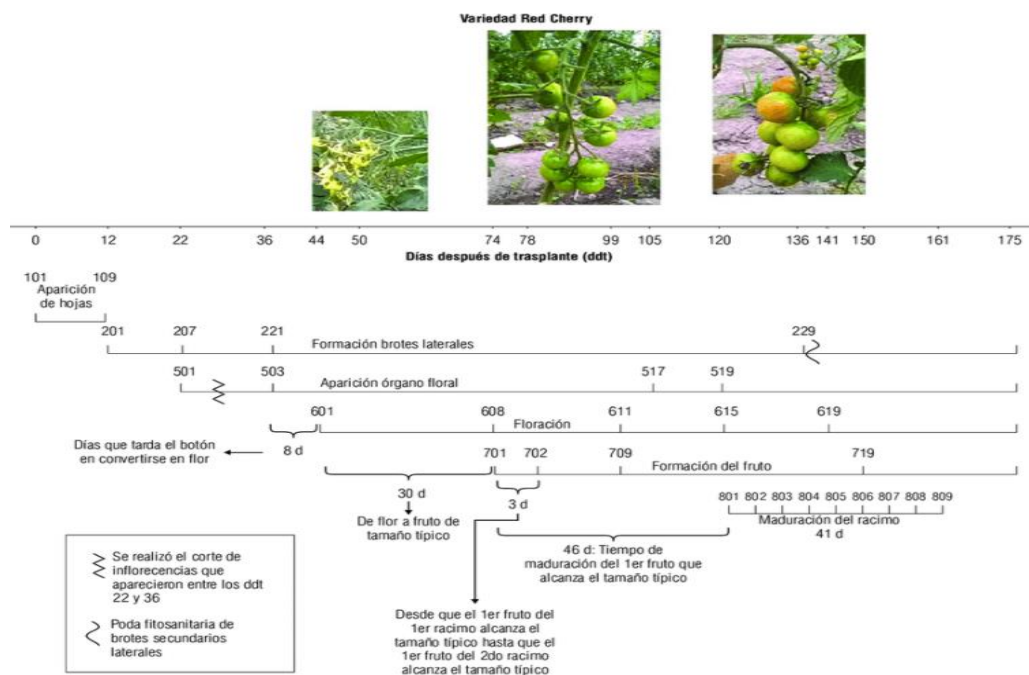 Variedad Red Cherry
0 12 22 36 44 50 74 78 99 105 120 136 141 150 161 175
Días después de trasplante (ddt)
101 109
Aparición
de hojas
201 207 221 229
Formación brotes laterales
501 503 517 519
Aparición órgano floral
601 608 611 615 619
Floración
Días que tarda el botón
en convertirse en flor
8 d
701 702 709 719
Formación del fruto
30 d
De flor a fruto de
tamaño típico
3 d
801 802 803 804 805 806 807 808 809
Maduración del racimo
41 d
46 d: Tiempo de
maduración del 1er fruto que
alcanza el tamaño típico
Se realizó el corte de
inflorecencias que
aparecieron entre los ddt
22 y 36
Poda fitosanitaria de
brotes secundarios
laterales
Desde que el 1er fruto del
1er racimo alcanza el
tamaño típico hasta que el
1er fruto del 2do racimo
alcanza el tamaño típico